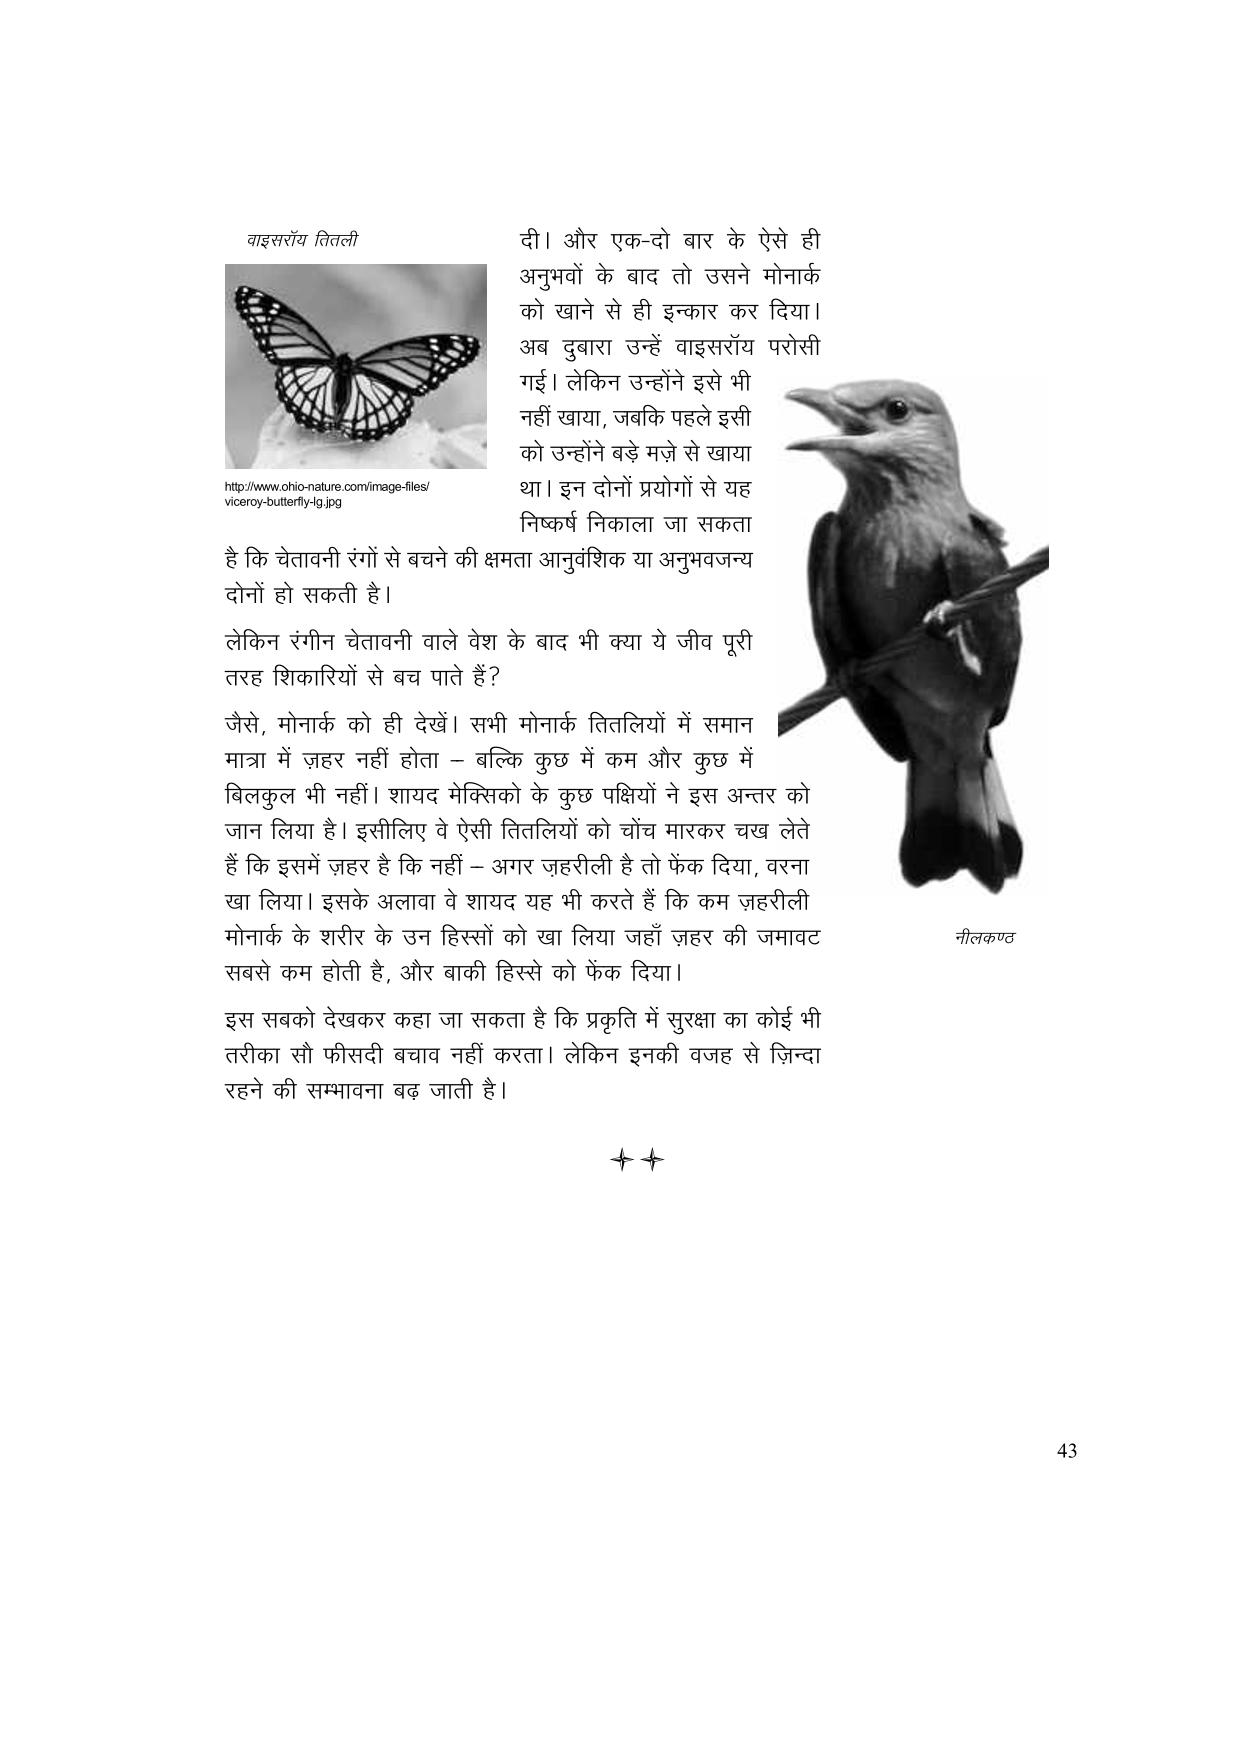 वाइसरॉय तितली
http://www.ohio-nature.com/image-files/
viceroy-butterfly-lg.jpg
दी। और एक-दो बार के ऐसे ही
अनुभवों के बाद तो उसने मोनार्क
को खाने से ही इन्कार कर दिया।
अब दुबारा उन्हें वाइसरॉय परोसी
गई। लेकिन उन्होंने इसे भी
नहीं खाया, जबकि पहले इसी
को उन्होंने बड़े मज़े से खाया
था। इन दोनों प्रयोगों से यह
निष्कर्ष निकाला जा सकता
है कि चेतावनी रंगों से बचने की क्षमता आनुवंशिक या अनुभवजन्य
दोनों हो सकती है।
लेकिन रंगीन चेतावनी वाले वेश के बाद भी क्या ये जीव पूरी
तरह शिकारियों से बच पाते हैं?
जैसे, मोनार्क को ही देखें। सभी मोनार्क तितलियों में समान
मात्रा में ज़हर नहीं होता – बल्कि कुछ में कम और कुछ में
बिलकुल भी नहीं। शायद मेक्सिको के कुछ पक्षियों ने इस अन्तर को
जान लिया है। इसीलिए वे ऐसी तितलियों को चोंच मारकर चख लेते
हैं कि इसमें ज़हर है कि नहीं – अगर ज़हरीली है तो फेंक दिया, वरना
खा लिया। इसके अलावा वे शायद यह भी करते हैं कि कम ज़हरीली
मोनार्क के शरीर के उन हिस्सों को खा लिया जहाँ ज़हर की जमावट
सबसे कम होती है, और बाकी हिस्से को फेंक दिया।
नीलकण्ठ
इस सबको देखकर कहा जा सकता है कि प्रकृति में सुरक्षा का कोई भी
तरीका सौ फीसदी बचाव नहीं करता। लेकिन इनकी वजह से ज़िन्दा
रहने की सम्भावना बढ़ जाती है।
43